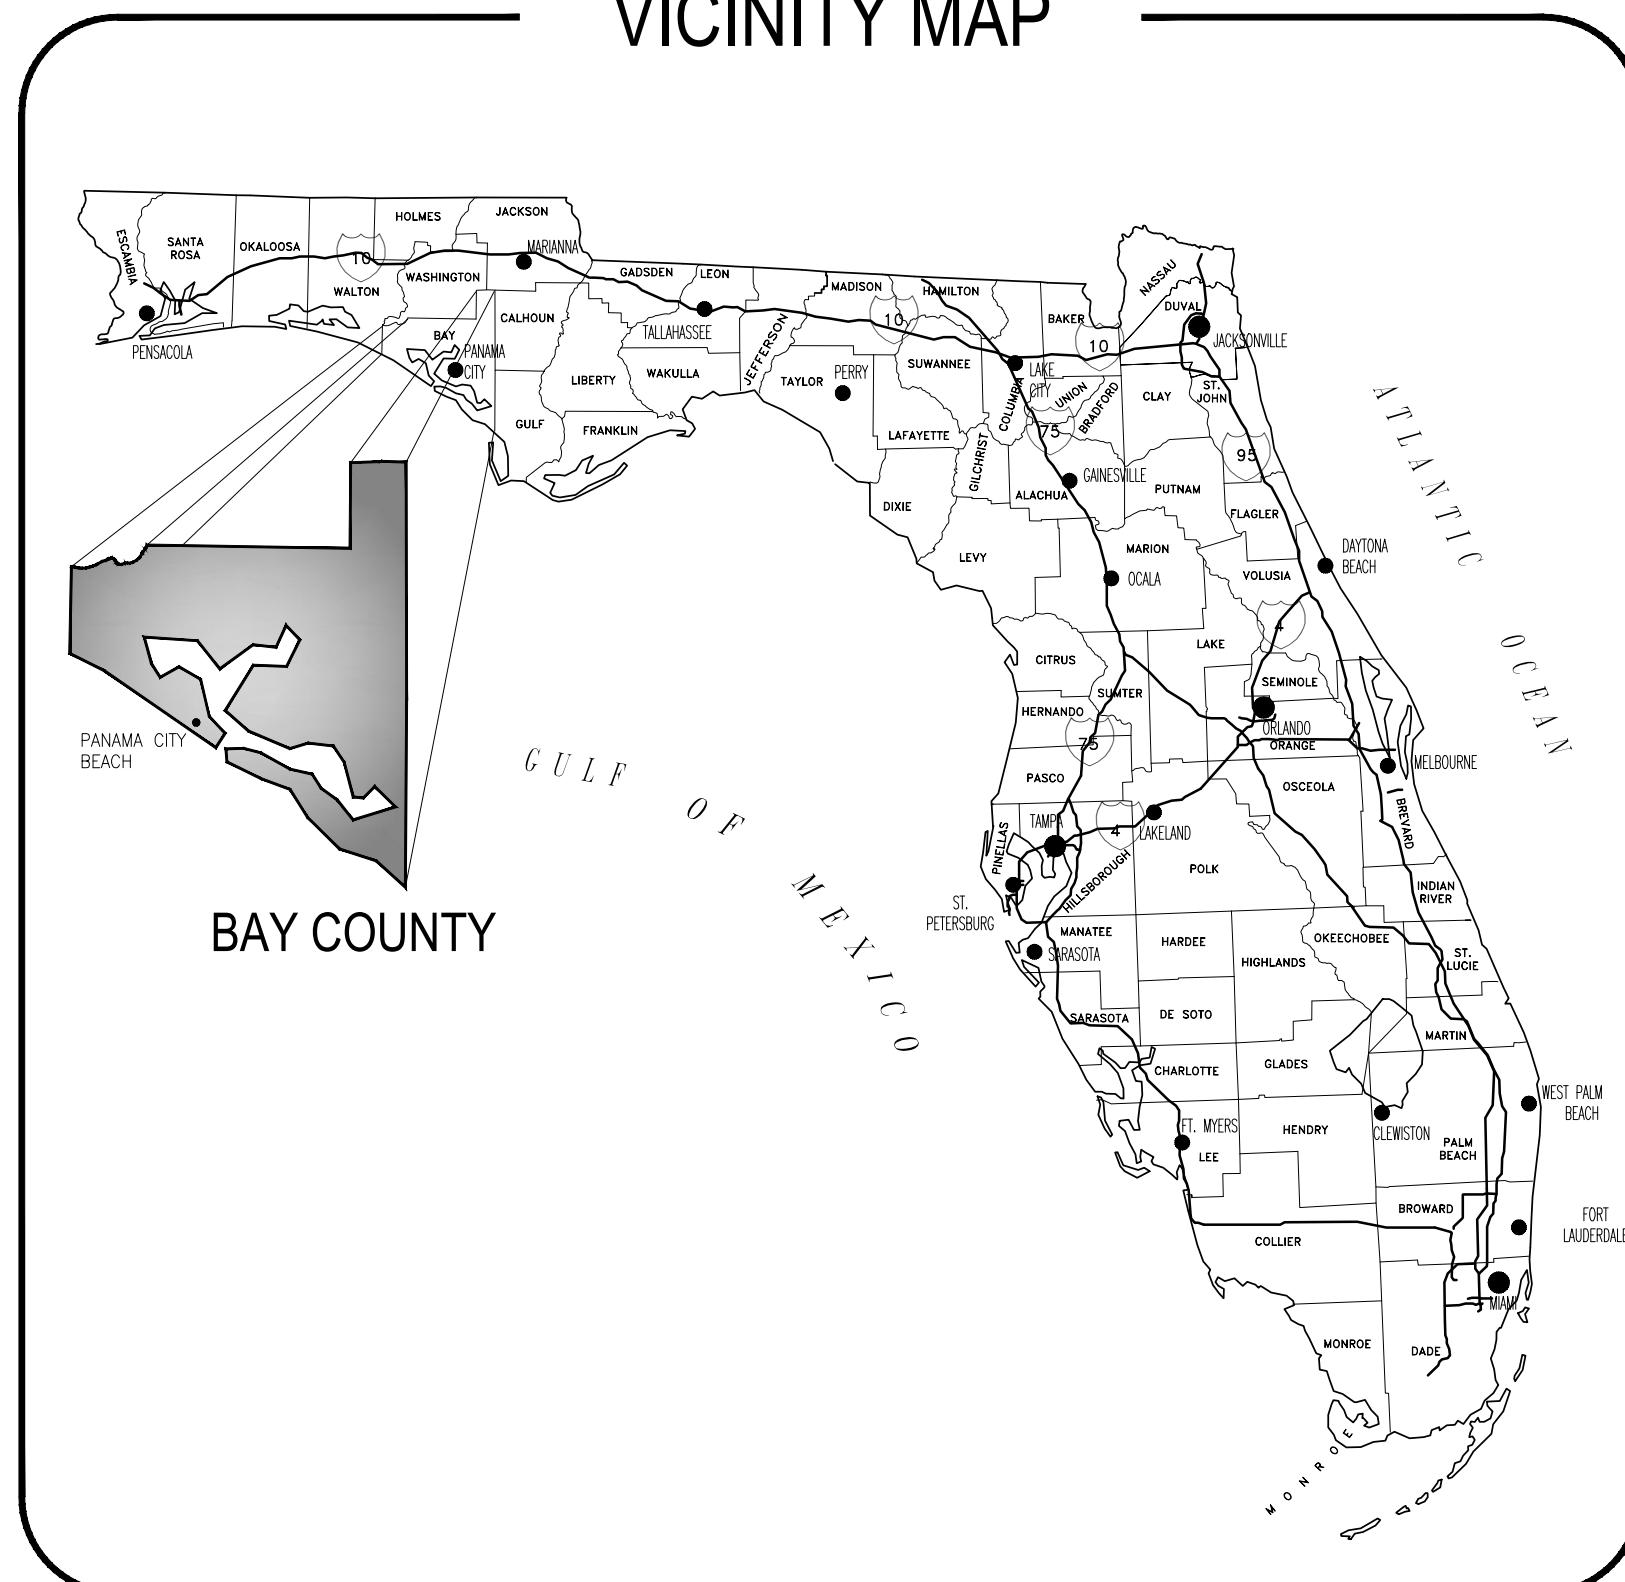 VICINITY MAP
ESCAMBIA
SANTA
ROSA
OKALOOSA
10
WALTON
HOLMES
WASHINGTON
JACKSON
MARIANNA
PENSACOLA
BAY
PANAMA
CITY
CALHOUN
GULF
LIBERTY
FRANKLIN
GADSDEN
LEON
TALLAHASSEE
WAKULLA
JEFFERSON
MADISON
TAYLOR
PERRY
10
HAMILTON
SUWANNEE
LAFAYETTE
DIXIE
GILCHRIST
COLUMBIA
LAKE
CITY
BAKER
10
UNION
BRADFORD
75
NASSAU
DUVAL
JACKSONVILLE
CLAY
ST.
JOHN
95
ALACHUA
GAINESVILLE
PUTNAM
FLAGLER
LEVY
MARION
OCALA
VOLUSIA
DAYTONA
BEACH
4
ATLANTIC OCEAN
CITRUS
LAKE
SUMTER
HERNANDO
75
SEMINOLE
ORLANDO
ORANGE
PASCO
OSCEOLA
MELBOURNE
BREVARD
PINELLAS
TAMPA
4
LAKELAND
HILLSBOROUGH
POLK
ST.
PETERSBURG
INDIAN
RIVER
MANATEE
SARASOTA
HARDEE
HIGHLANDS
OKEECHOBEE
ST.
LUCIE
SARASOTA
DE SOTO
MARTIN
CHARLOTTE
GLADES
WEST PALM
BEACH
FT. MYERS
LEE
HENDRY
CLEWISTON
PALM
BEACH
BROWARD
FORT
LAUDERDALE
COLLIER
MIAMI
MONROE
DADE
MONROE
GULF OF MEXICO
PANAMA CITY
BEACH
BAY COUNTY